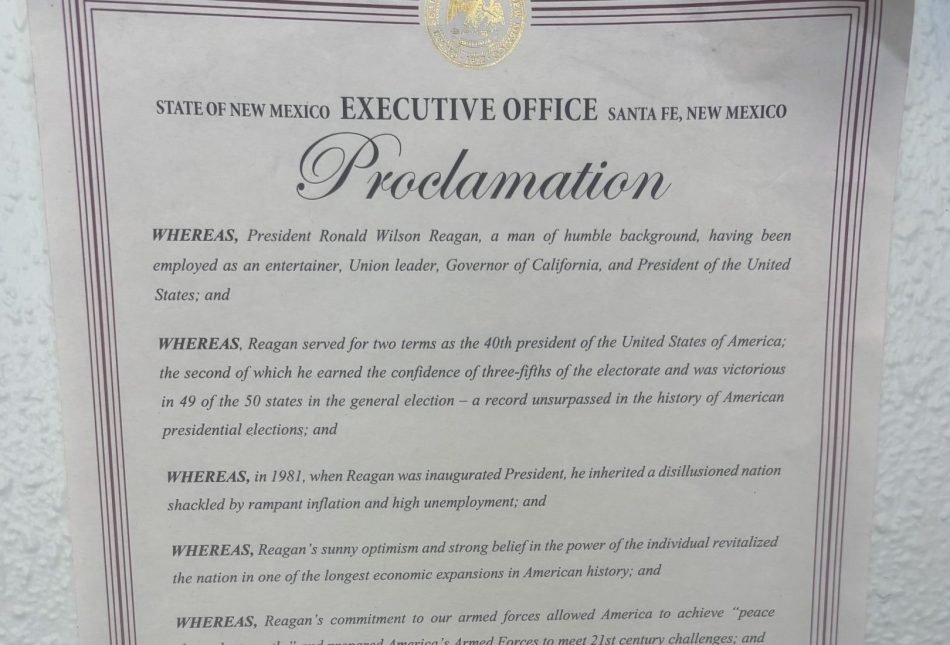 STATE OF NEW MEXICO EXECUTIVE OFFICE SANTA FE, NEW MEXICO
Proclamation
WHEREAS, President Ronald Wilson Reagan, a man of humble background, having been
employed as an entertainer, Union leader, Governor of California, and President of the United
States; and
WHEREAS, Reagan served for two terms as the 40th president of the United States of America;
the second of which he earned the confidence of three-fifths of the electorate and was victorious
in 49 of the 50 states in the general election – a record unsurpassed in the history of American
presidential elections; and
WHEREAS, in 1981, when Reagan was inaugurated President, he inherited a disillusioned nation
shackled by rampant inflation and high unemployment; and
WHEREAS, Reagan's sunny optimism and strong belief in the power of the individual revitalized
the nation in one of the longest economic expansions in American history; and
WHEREAS, Reagan's commitment to our armed forces allowed America to achieve “peace
and prepared America's Armed Forces to meet 21st century challenges; and